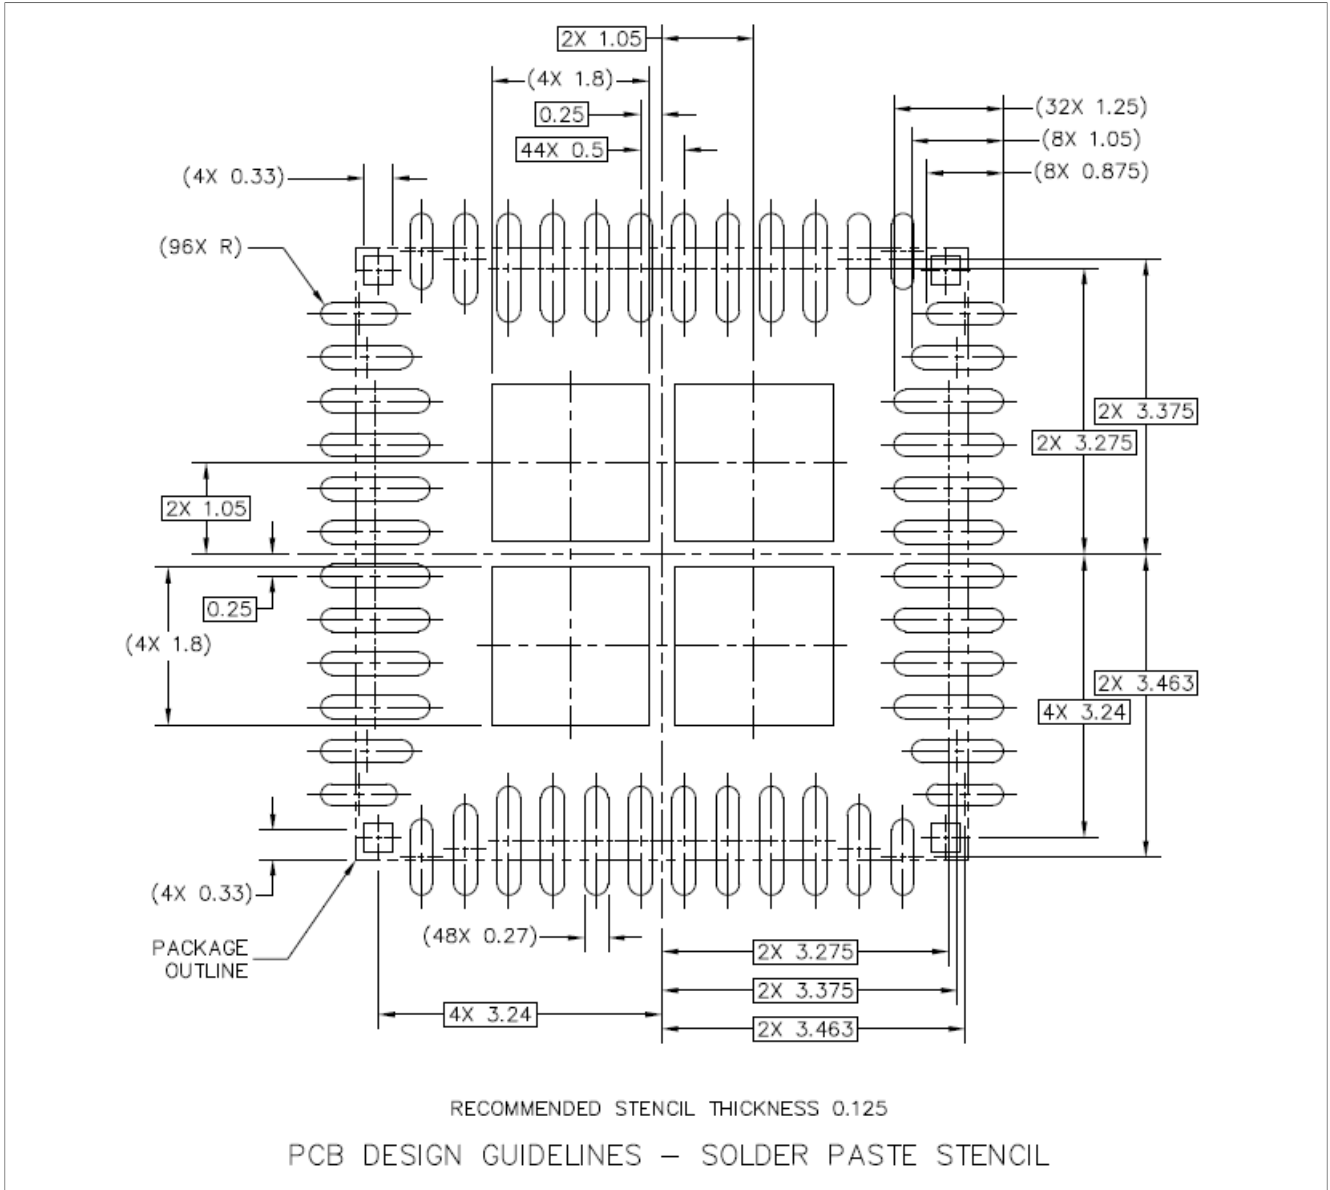 2X 1.05
(4X 1.8)
0.25
44X 0.5
(32X 1.25)
(8X 1.05)
(8X 0.875)
(4X 0.33)
(96X R)
2X 3.375
2X 3.275
2X 1.05
0.25
(4X 1.8)
2X 3.463
4X 3.24
(4X 0.33)
(48X 0.27)
PACKAGE
OUTLINE
2X 3.275
2X 3.375
4X 3.24
2X 3.463
RECOMMENDED STENCIL THICKNESS 0.125
PCB DESIGN GUIDELINES – SOLDER PASTE STENCIL